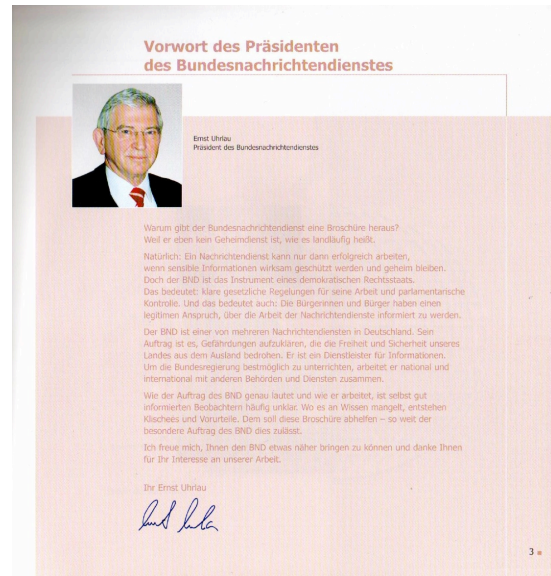 Vorwort des Präsidenten
des Bundesnachrichtendienstes
Ernst Uhrlau
Präsident des Bundesnachrichtendienstes
Warum gibt der Bundesnachrichtendienst eine Broschüre heraus?
Weil er eben kein Geheimdienst ist, wie es landläufig heißt.
Natürlich: Ein Nachrichtendienst kann nur dann erfolgreich arbeiten,
wenn sensible Informationen wirksam geschützt werden und geheim bleiben.
Doch der BND ist das Instrument eines demokratischen Rechtsstaats.
Das bedeutet: klare gesetzliche Regelungen für seine Arbeit und parlamentarische
Kontrolle. Und das bedeutet auch: Die Bürgerinnen und Bürger haben einen
legitimen Anspruch, über die Arbeit der Nachrichtendienste informiert zu werden.
Der BND ist einer von mehreren Nachrichtendiensten in Deutschland. Sein
Auftrag ist es, Gefährdungen aufzuklären, die die Freiheit und Sicherheit unseres
Landes aus dem Ausland bedrohen. Er ist ein Dienstleister für Informationen.
Um die Bundesregierung bestmöglich zu unterrichten, arbeitet er national und
international mit anderen Behörden und Diensten zusammen.
Wie der Auftrag des BND genau lautet und wie er arbeitet, ist selbst gut
informierten Beobachtern häufig unklar. Wo es an Wissen mangelt, entstehen
Klischees und Vorurteile. Dem soll diese Broschüre abhelfen – so weit der
besondere Auftrag des BND dies zulässt.
Ich freue mich, Ihnen den BND etwas näher bringen zu können und danke Ihnen
für Ihr Interesse an unserer Arbeit.
Ihr Ernst Uhrlau
3